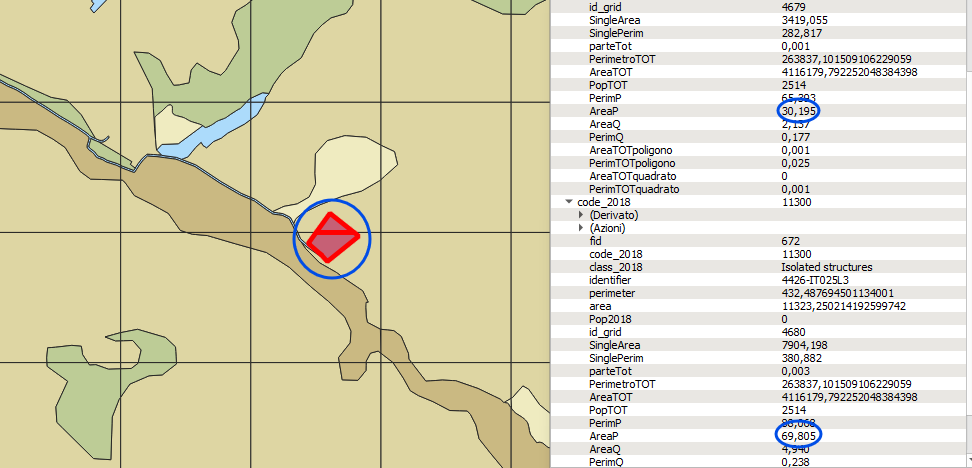 id_grid 4679
SingleArea 3419,055
SinglePerim 282,817
parteTot 0,001
PerimetroTOT 263837,101509106229059
AreaTOT 4116179,792252048384398
PopTOT 2514
PerimP 65,393
AreaP 30,195
AreaQ 2,137
PerimQ 0,177
AreaTOTpoligono 0,001
PerimTOTpoligono 0,025
AreaTOTquadrato 0
PerimTOTquadrato 0,001
code_2018 11300
(Derivato)
(Azioni)
fid 672
code_2018 11300
class_2018 Isolated structures
identifier 4426-IT025L3
perimeter 432,487694501134001
area 11323,250214192599742
Pop2018 0
id_grid 4680
SingleArea 7904,198
SinglePerim 380,882
parteTot 0,003
PerimetroTOT 263837,101509106229059
AreaTOT 4116179,792252048384398
PopTOT 2514
PerimP 88,068
AreaP 69,805
AreaQ 4,940
PerimQ 0,238